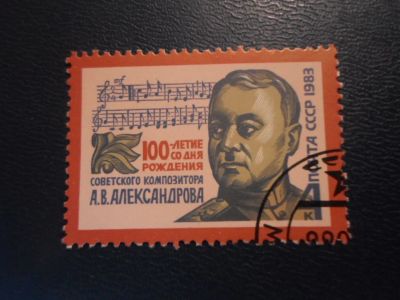 100-ЛЕТИЕ
СО ДНЯ
РОЖДЕНИЯ
СОВЕТСКОГО КОМПОЗИТОРА
А.В.АЛЕКСАНДРОВА
ПОЧТА СССР 1983
4
К